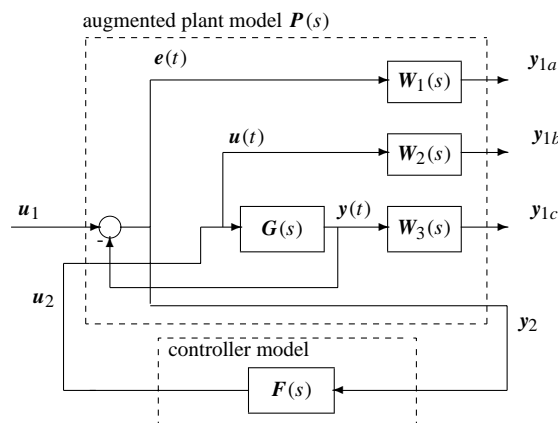 augmented plant model P(s)
e(t)
y1a
W1(s)
u(t)
y1b
W2(s)
u1
y(t)
y1c
-
G(s)
W3(s)
u2
y2
controller model
F(s)